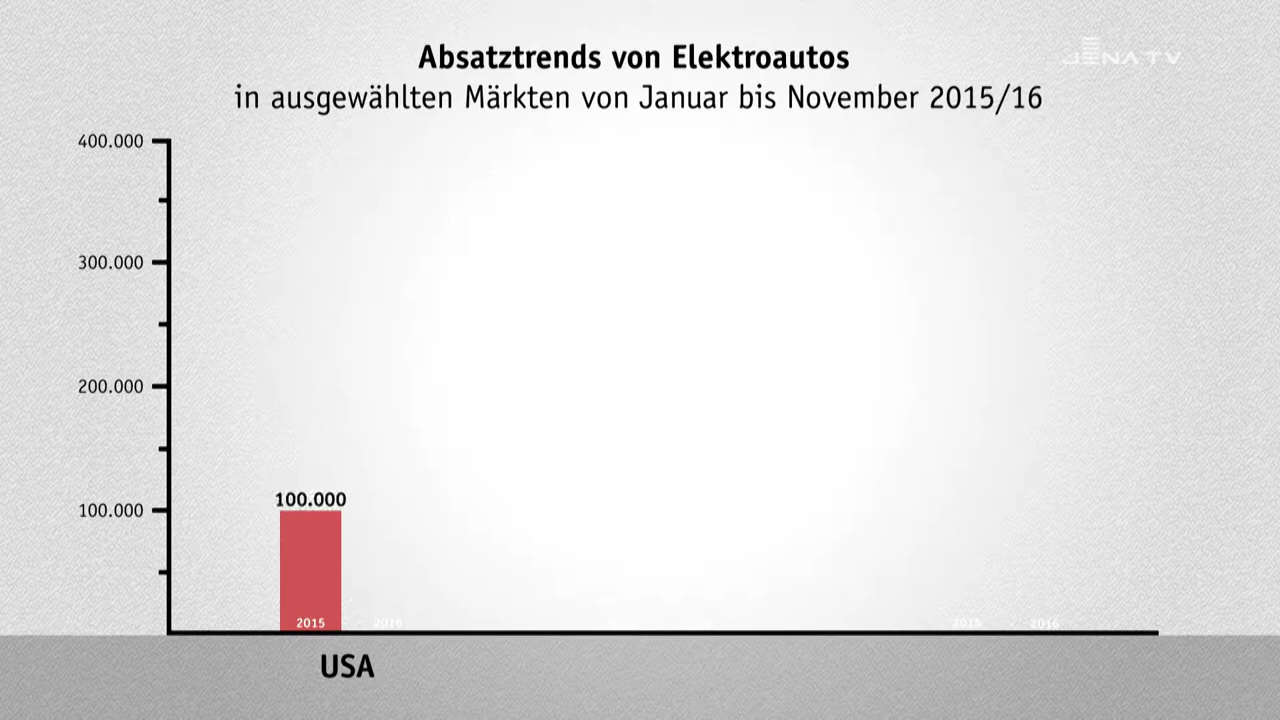 Absatztrends von Elektroautos
JENA TV
in ausgewählten Märkten von Januar bis November 2015/16
400.000
300.000
200.000
100.000
100.000
2015
2016
2015
2016
USA